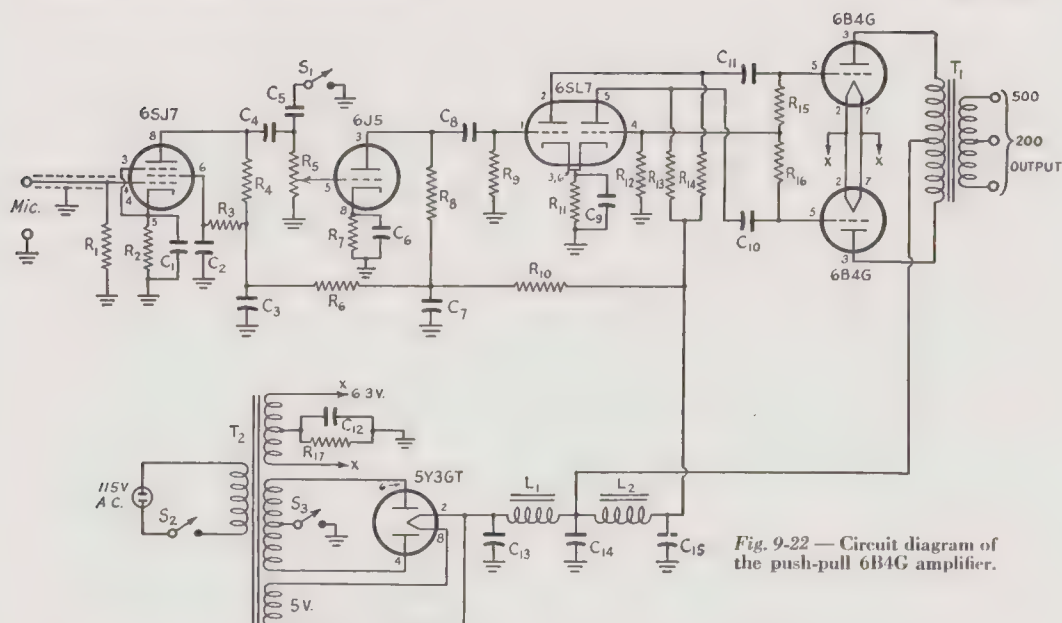 6B4G
3
C11
5
T1
S1
C5
6SJ7
C4
6J5
C8
2 6SL7 5
R15
500
8
3
2 7
3 6
R5
1 4
X X
200
4
5
R9
3,6
R12 R13 R14
R16
OUTPUT
Mic.
R4
8
R8
R11 C9
2 7
5
R3
R7 C6
5
R1 R2 C1 C2
C10
3
R10
6B4G
C3
R6
C7
X
6.3V.
T2
C12
R17
X
5Y3GT
L1 L2
115V
A.C.
6
2
S2
S3
8
C13 C14 C15
4
5V.
Fig. 9-22 — Circuit diagram of
the push-pull 6B4G amplifier.